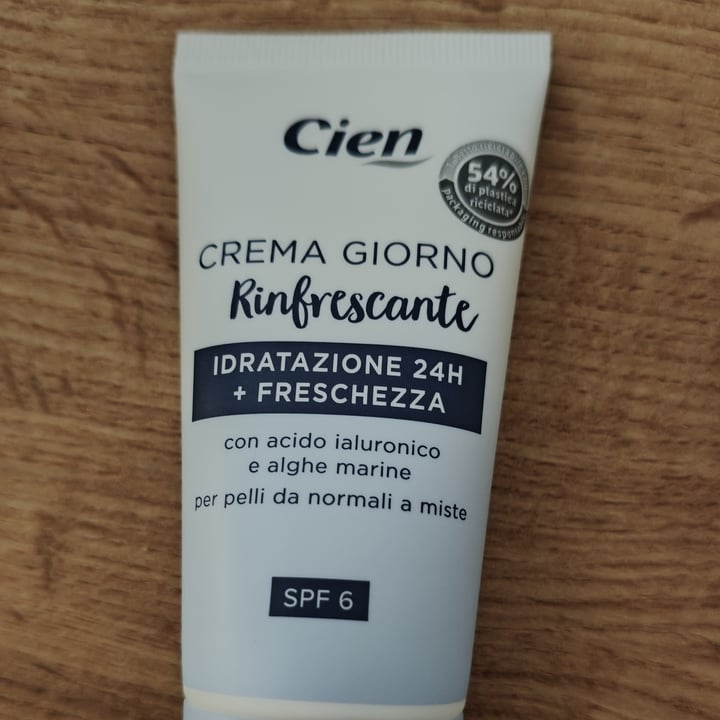 Cien
54%
di plastica
riciclata*
packaging
CREMA GIORNO
Rinfrescante
IDRATAZIONE 24H
+ FRESCHEZZA
con acido ialuronico
e alghe marine
per pelli da normali a miste
SPF 6